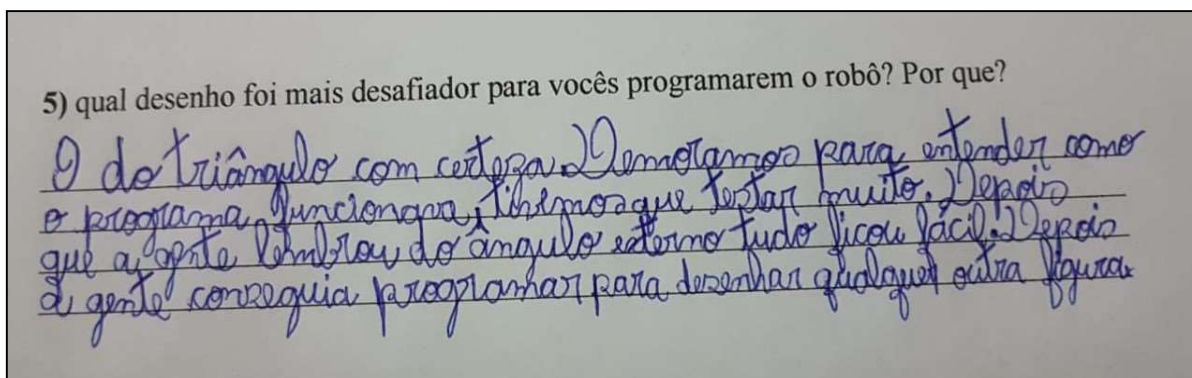 5) qual desenho foi mais desafiador para vocês programarem o robô? Por que?
O do triângulo com certeza. Demoramos para entender como
o programa funcionava, tivemos que testar muito. Depois
que a gente lembrou do ângulo externo tudo ficou fácil. Depois
a gente conseguia programar para desenhar qualquer outra figura